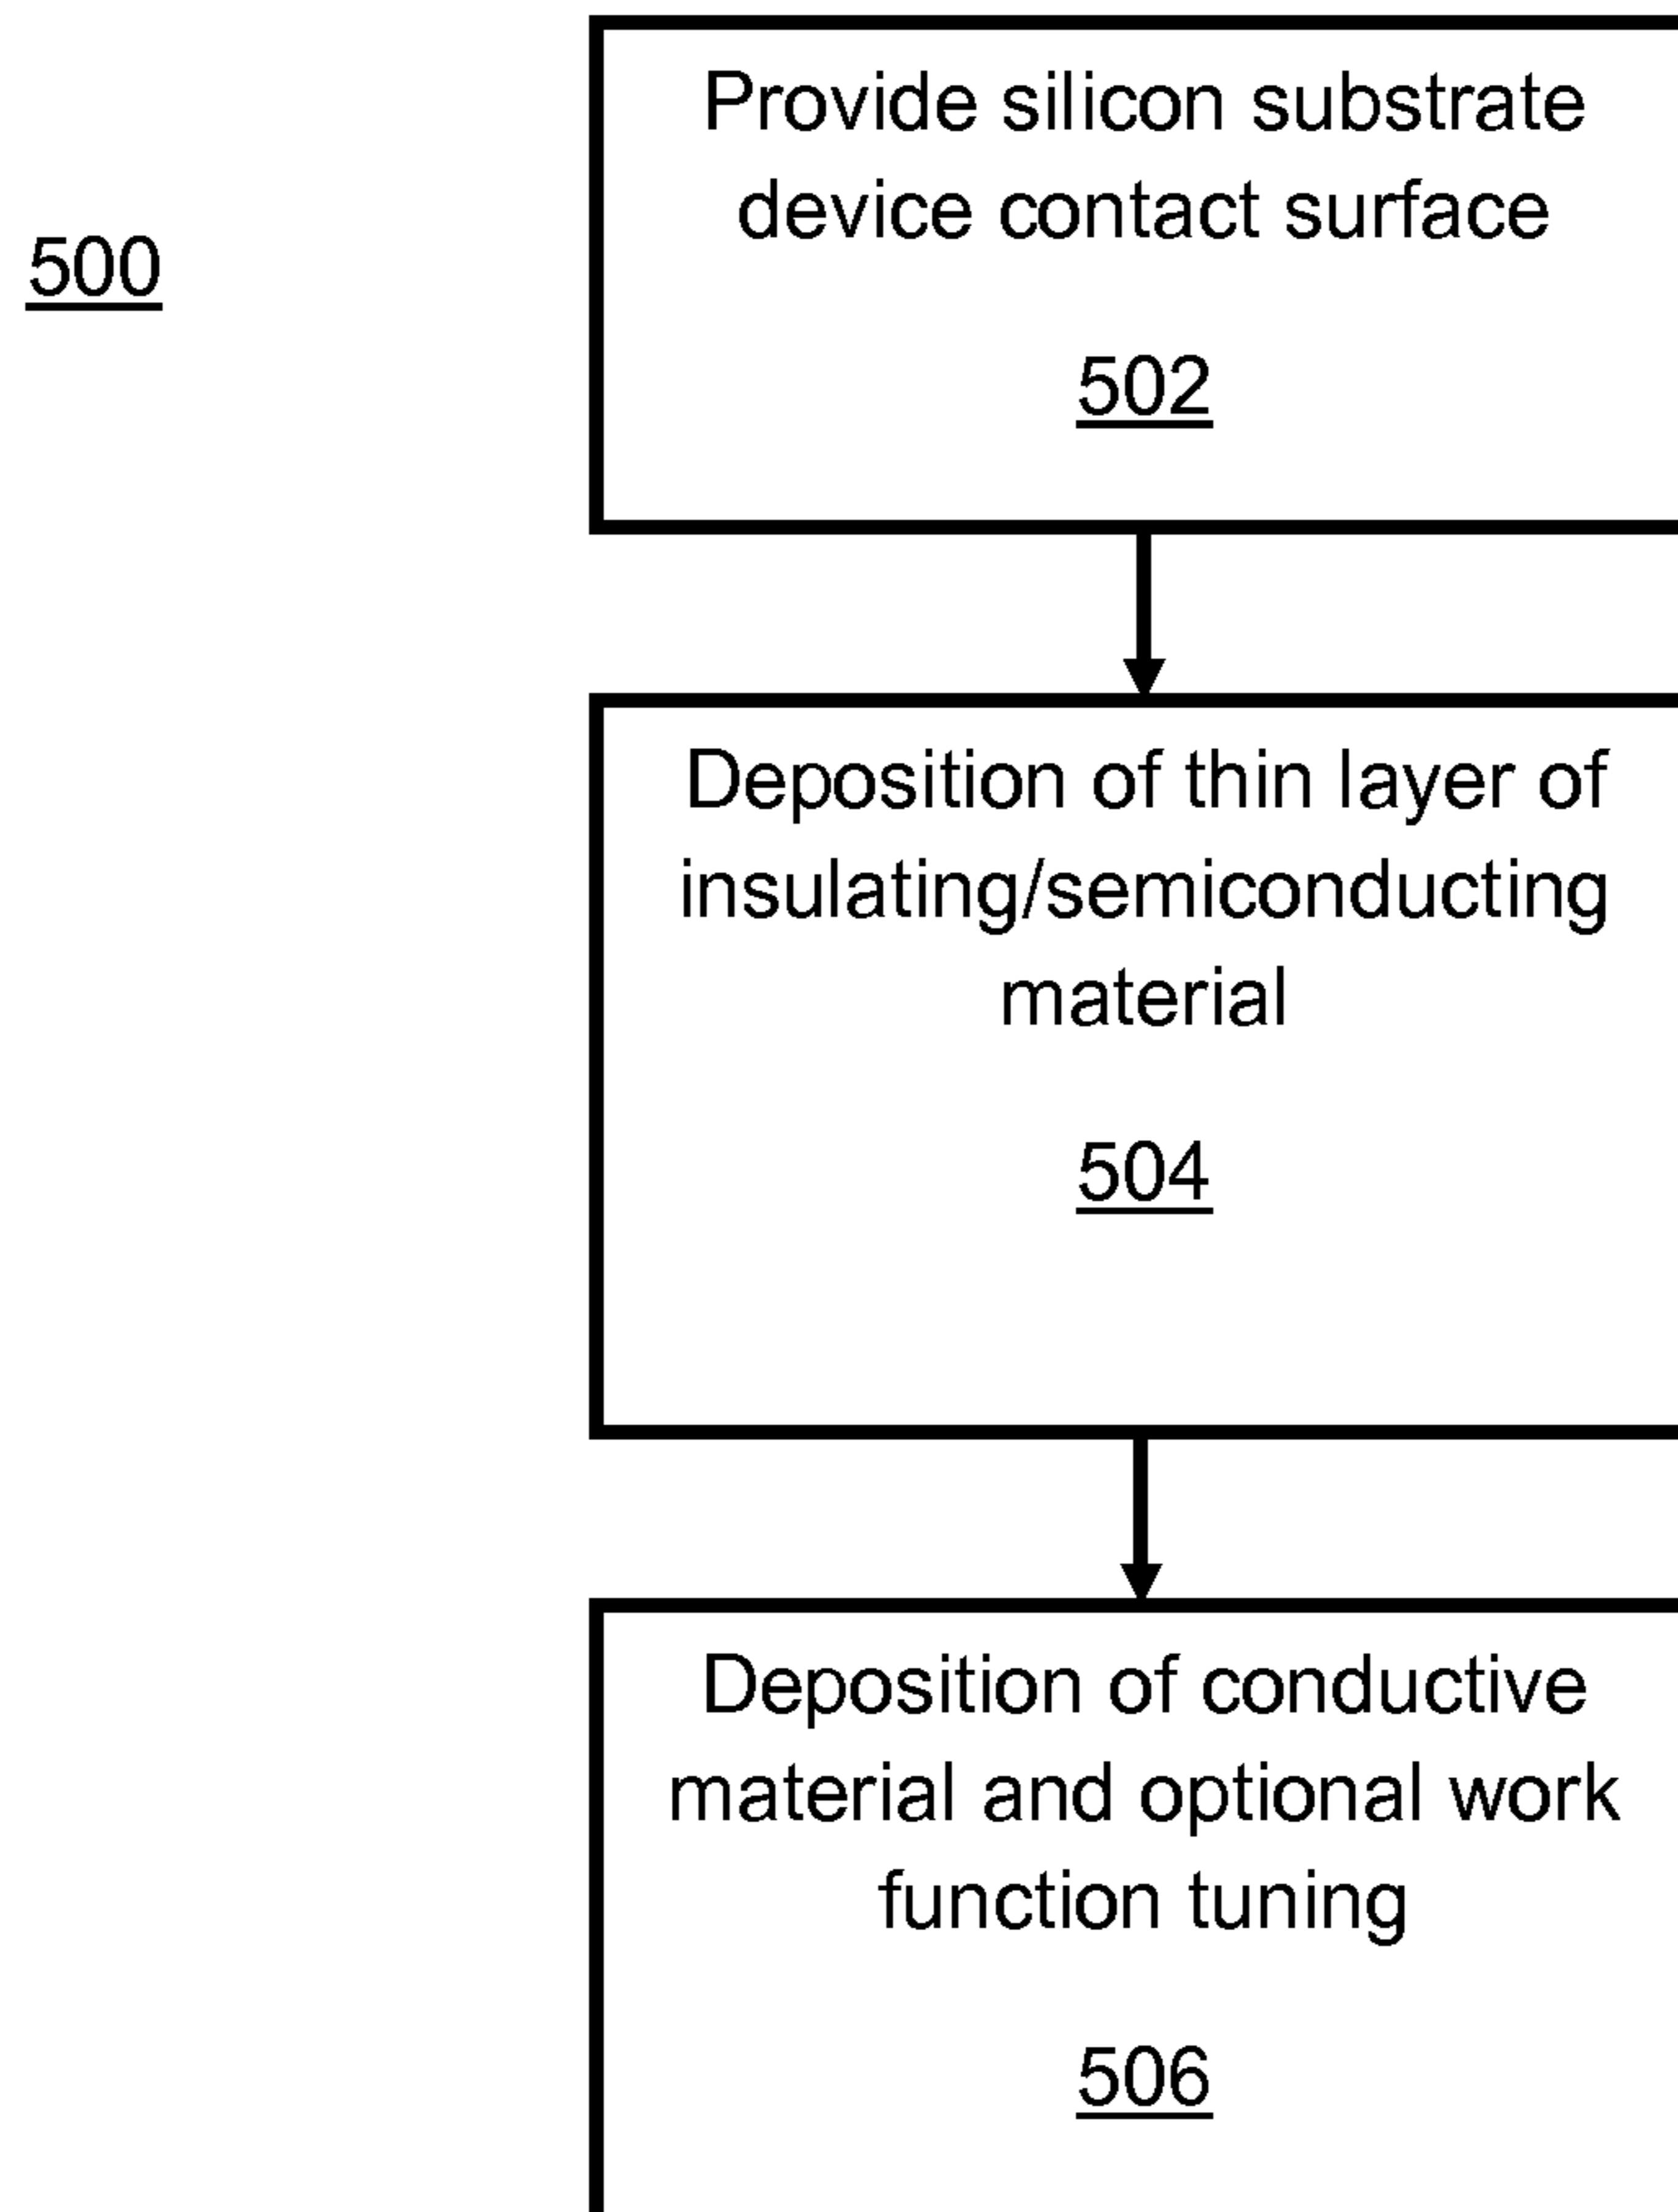 500
Provide silicon substrate
device contact surface
502
Deposition of thin layer of
insulating/semiconducting
material
504
Deposition of conductive
material and optional work
function tuning
506